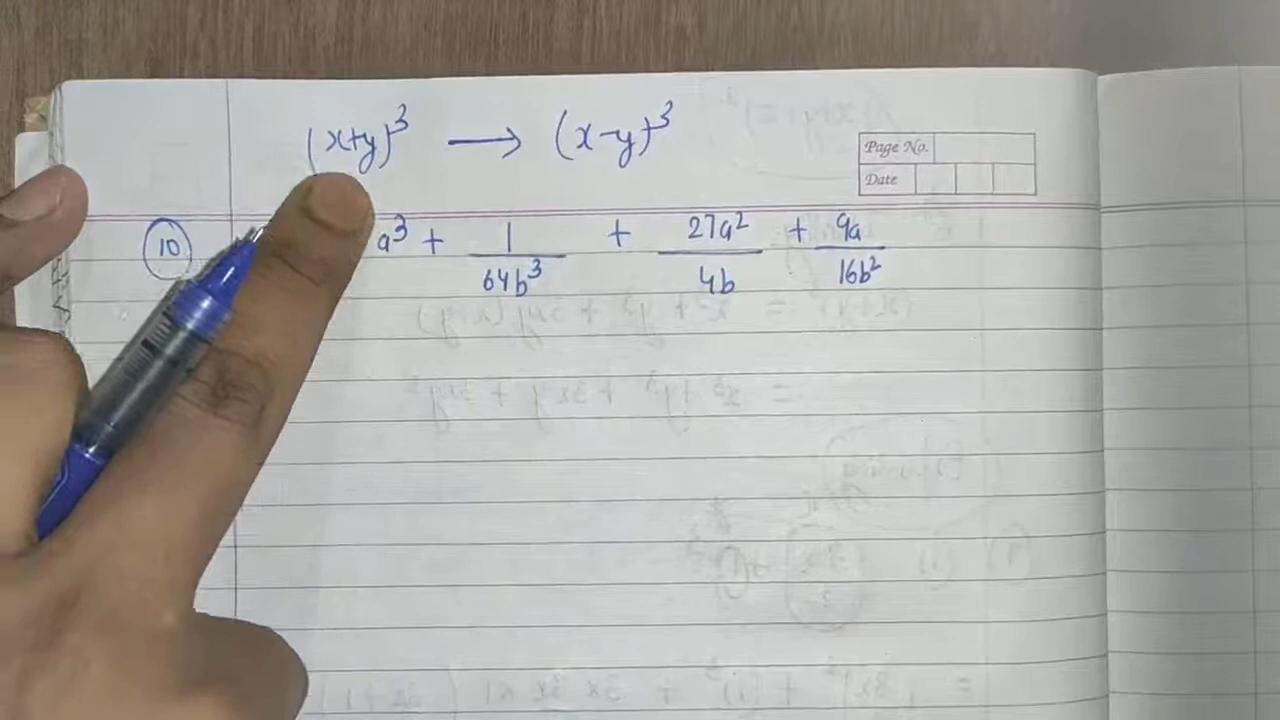 (x+y)³ → (x-y)³
Page No.
Date
10 a³ + 1/64b³ + 27a²/4b + 9a/16b²